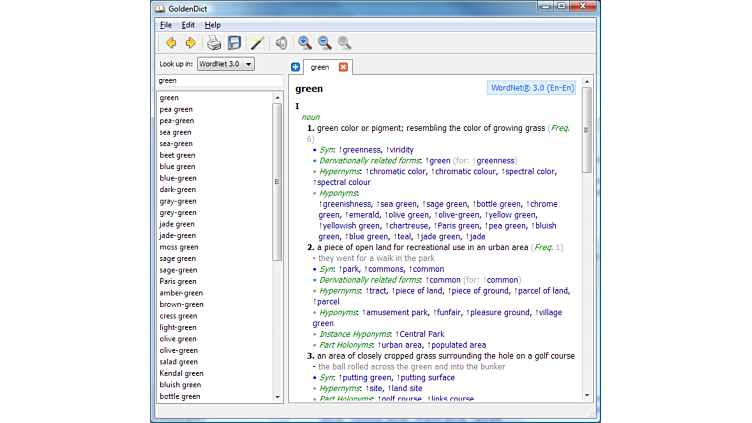 GoldenDict
File Edit Help
Look up in: WordNet 3.0
green
green
pea green
pea-green
sea green
sea-green
beet green
blue green
blue-green
dark-green
gray-green
grey-green
jade green
jade-green
moss green
sage green
sage-green
Paris green
amber-green
brown-green
cress green
light-green
olive green
olive-green
salad green
Kendal green
bluish green
bottle green
green
green
WordNet® 3.0 (En-En)
I
noun
1. green color or pigment; resembling the color of growing grass (Freq.
6)
• Syn: ↑greenness, ↑viridity
• Derivationally related forms: ↑green (for: ↑greenness)
• Hypernyms: ↑chromatic color, ↑chromatic colour, ↑spectral color,
↑spectral colour
• Hyponyms:
↑greenishness, ↑sea green, ↑sage green, ↑bottle green, ↑chrome
green, ↑emerald, ↑olive green, ↑olive-green, ↑yellow green,
↑yellowish green, ↑chartreuse, ↑Paris green, ↑pea green, ↑bluish
green, ↑blue green, ↑teal, ↑jade green, ↑jade
2. a piece of open land for recreational use in an urban area (Freq. 1)
- they went for a walk in the park
• Syn: ↑park, ↑commons, ↑common
• Derivationally related forms: ↑common (for: ↑common)
• Hypernyms: ↑tract, ↑piece of land, ↑piece of ground, ↑parcel of land,
↑parcel
• Hyponyms: ↑amusement park, ↑funfair, ↑pleasure ground, ↑village
green
• Instance Hyponyms: ↑Central Park
• Part Holonyms: ↑urban area, ↑populated area
3. an area of closely cropped grass surrounding the hole on a golf course
- the ball rolled across the green and into the bunker
• Syn: ↑putting green, ↑putting surface
• Hypernyms: ↑site, ↑land site
• Part Holonyms: ↑golf course, ↑links course